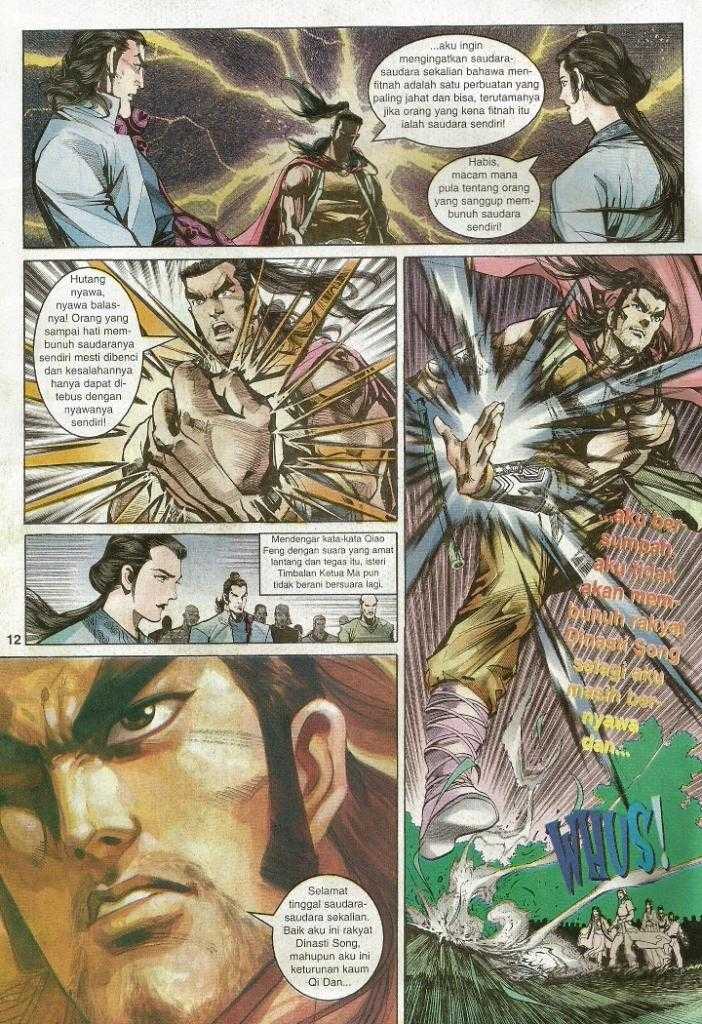 ...aku ingin
mengingatkan saudara-
saudara sekalian bahawa mem-
fitnah adalah satu perbuatan yang
paling jahat dan bisa, terutamanya
jika orang yang kena fitnah itu
ialah saudara sendiri!
Habis,
macam mana
pula tentang orang
yang sanggup mem-
bunuh saudara
sendiri!
Hutang
nyawa,
nyawa balas-
nya! Orang yang
sampai hati mem-
bunuh saudaranya
sendiri mesti dibenci
dan kesalahannya
hanya dapat di-
tebus dengan
nyawanya
sendiri!
Mendengar kata-kata Qiao
Feng dengan suara yang amat
lantang dan tegas itu, isteri
Timbalan Ketua Ma pun
tidak berani bersuara lagi.
12
Selamat
tinggal saudara-
saudara sekalian.
Baik aku ini rakyat
Dinasti Song,
mahupun aku ini
keturunan kaum
Qi Dan...
...aku ber-
sumpah,
aku tidak
akan mem-
bunuh rakyat
Dinasti Song
selagi aku
masih ber-
nyawa
dan...
WHUS!